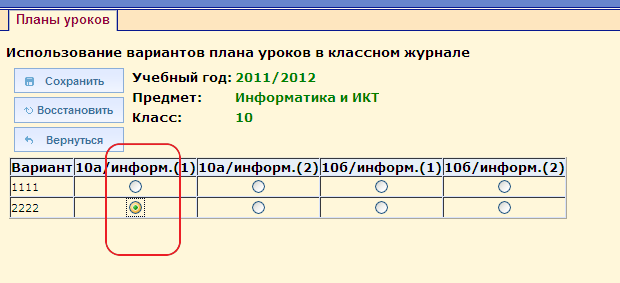 Планы уроков
Использование вариантов плана уроков в классном журнале
Сохранить
Учебный год: 2011/2012
Восстановить
Предмет: Информатика и ИКТ
Класс: 10
Вернуться
Вариант 10а/информ.(1) 10а/информ.(2) 10б/информ.(1) 10б/информ.(2)
1111
2222